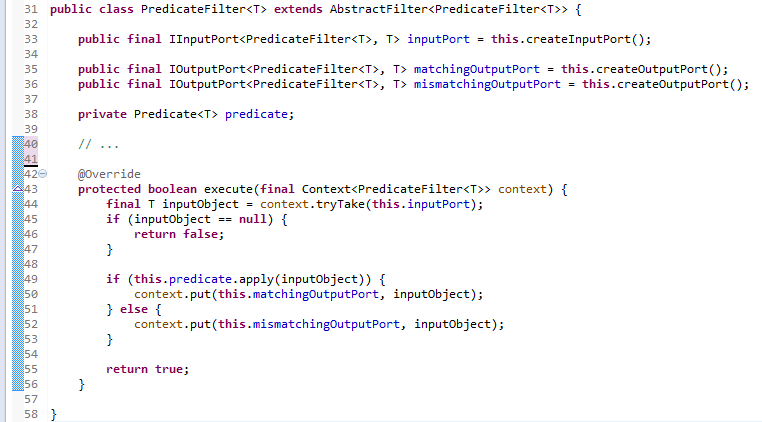 31 public class PredicateFilter<T> extends AbstractFilter<PredicateFilter<T>> {
32
33     public final IInputPort<PredicateFilter<T>, T> inputPort = this.createInputPort();
34
35     public final IOutputPort<PredicateFilter<T>, T> matchingOutputPort = this.createOutputPort();
36     public final IOutputPort<PredicateFilter<T>, T> mismatchingOutputPort = this.createOutputPort();
37
38     private Predicate<T> predicate;
39
40     // ...
41
42     @Override
43     protected boolean execute(final Context<PredicateFilter<T>> context) {
44         final T inputObject = context.tryTake(this.inputPort);
45         if (inputObject == null) {
46             return false;
47         }
48
49         if (this.predicate.apply(inputObject)) {
50             context.put(this.matchingOutputPort, inputObject);
51         } else {
52             context.put(this.mismatchingOutputPort, inputObject);
53         }
54
55         return true;
56     }
57
58 }